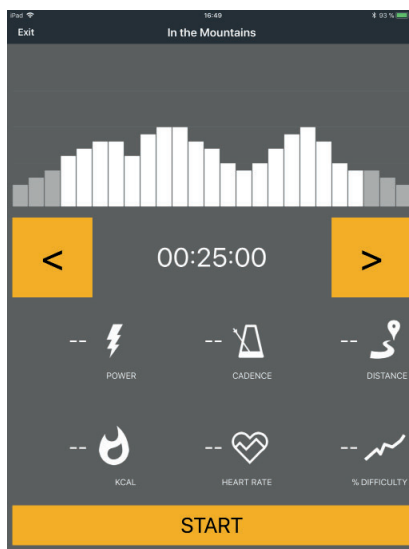 iPad 16:49 93 %
Exit In the Mountains
< 00:25:00 >
-- -- --
POWER CADENCE DISTANCE
-- -- --
KCAL HEART RATE % DIFFICULTY
START